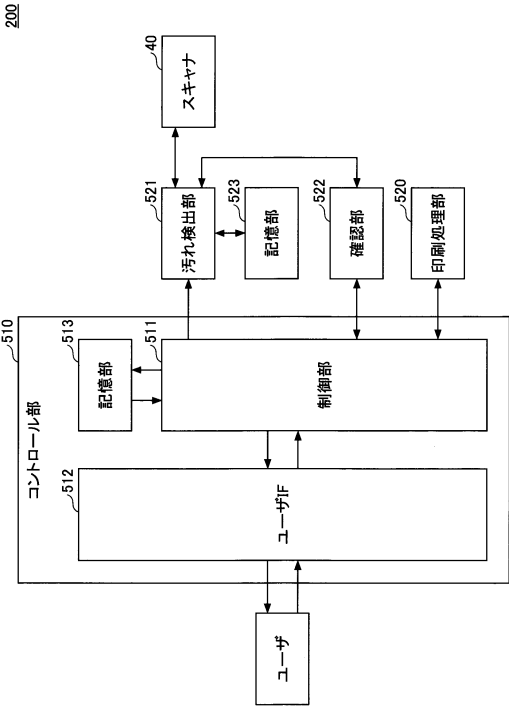 200
コントロール部
510
ユーザ
ユーザIF
512
制御部
511
記憶部
513
汚れ検出部
521
記憶部
523
確認部
522
印刷処理部
520
スキャナ
40